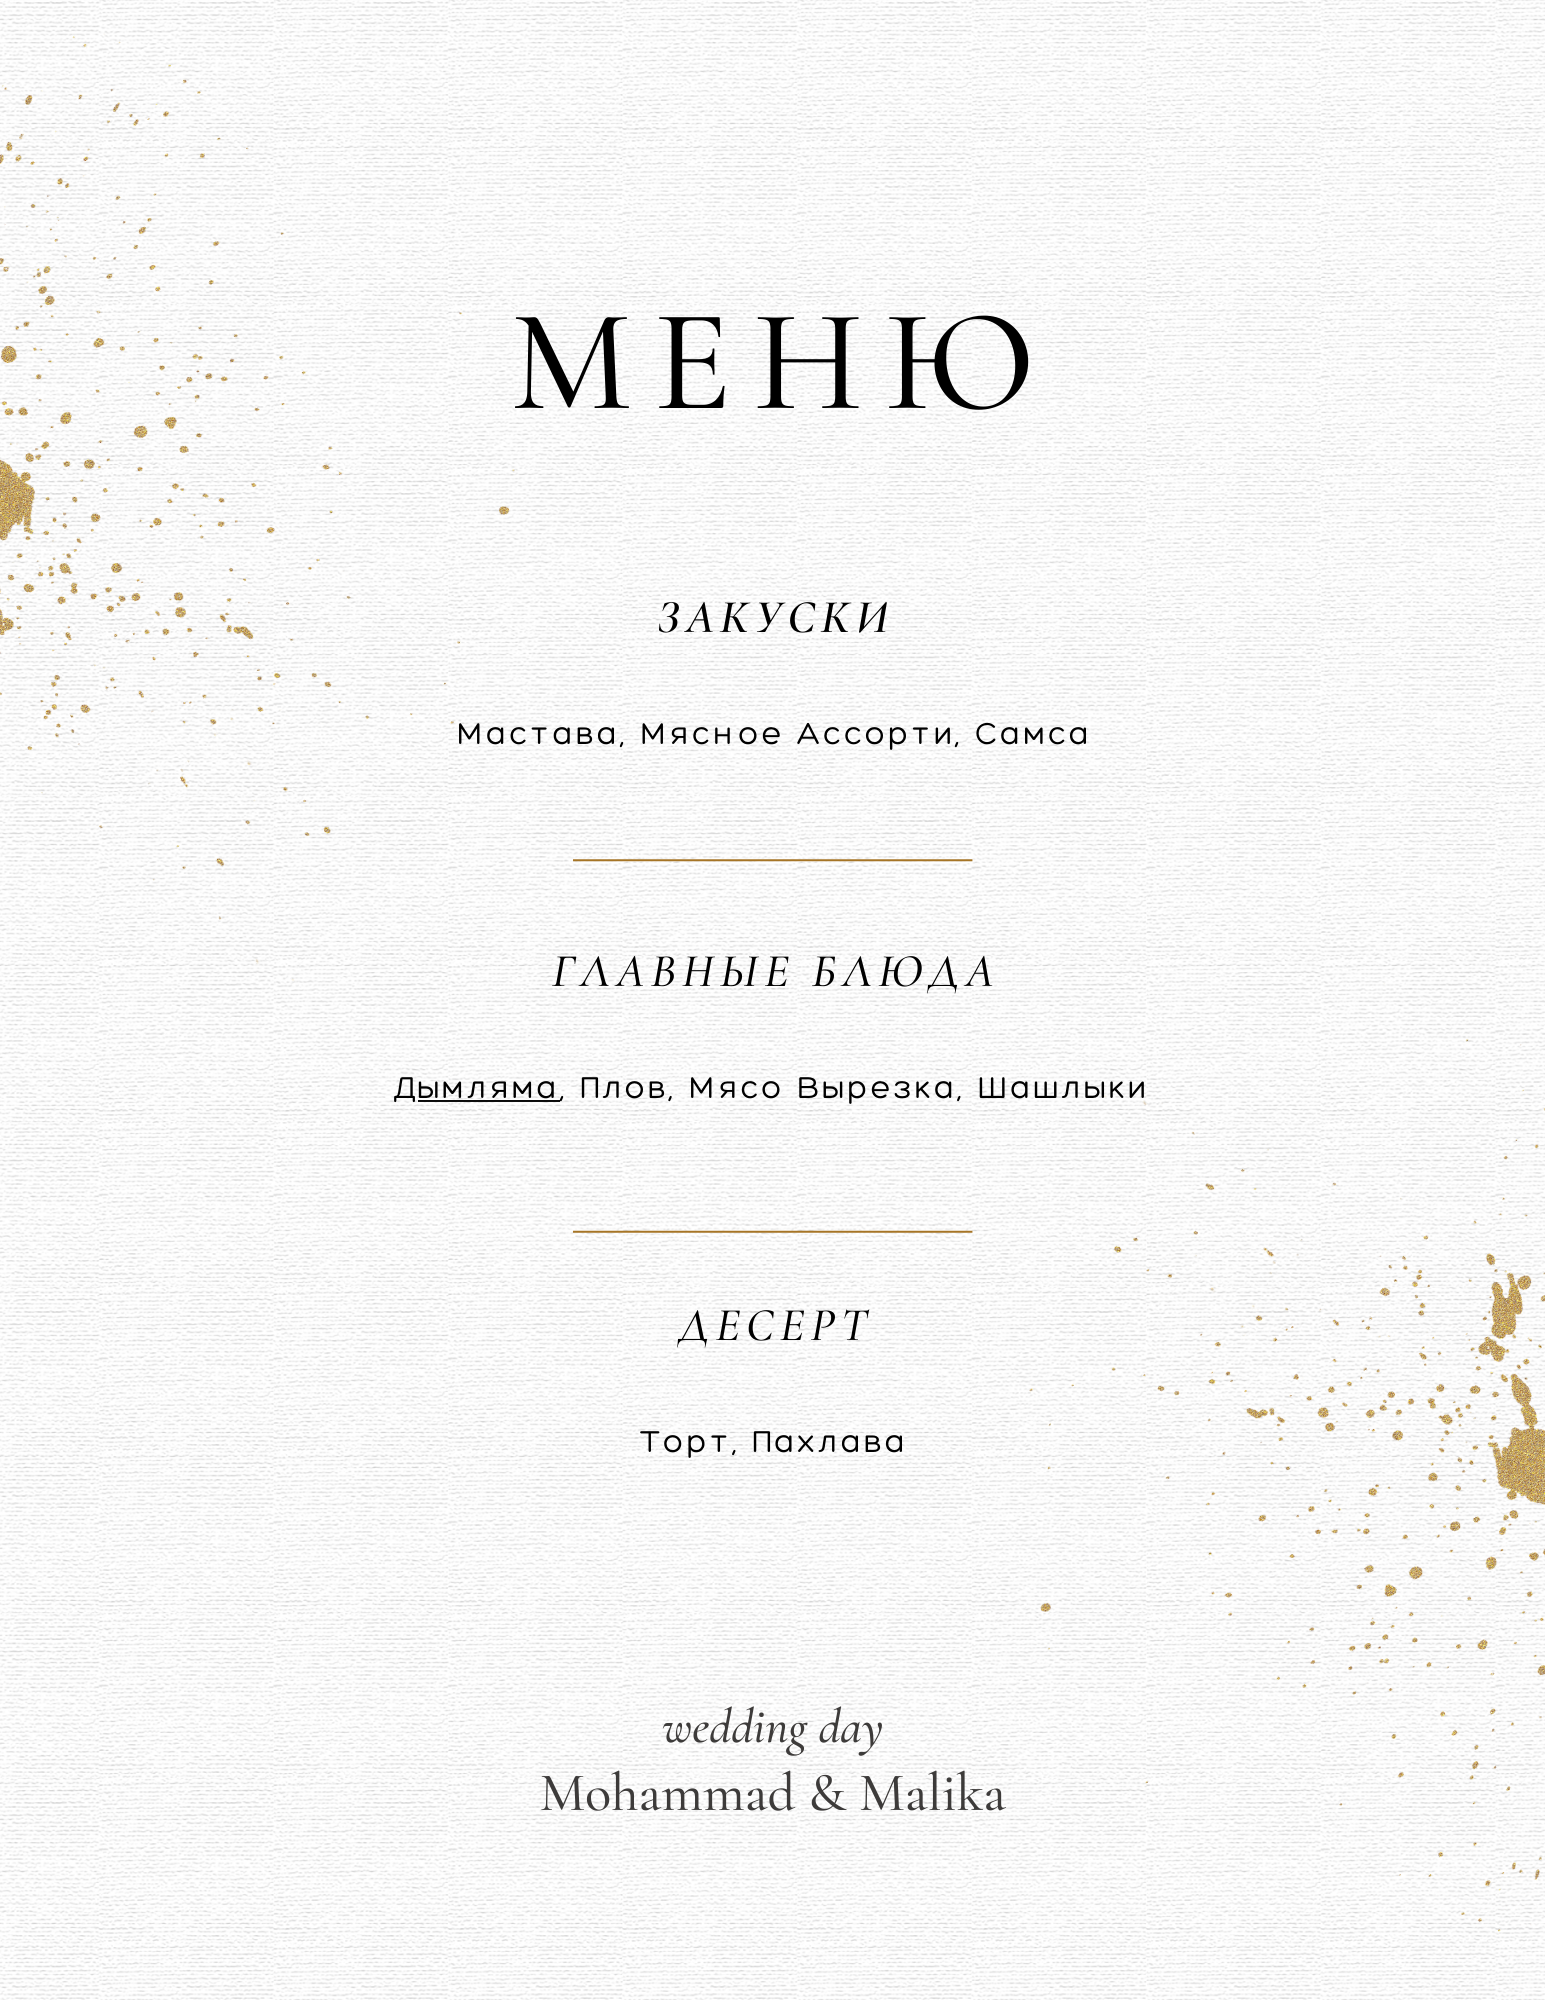 МЕНЮ
ЗАКУСКИ
Мастава, Мясное Ассорти, Самса
ГЛАВНЫЕ БЛЮДА
Дымляма, Плов, Мясо Вырезка, Шашлыки
ДЕСЕРТ
Торт, Пахлава
wedding day
Mohammad & Malika